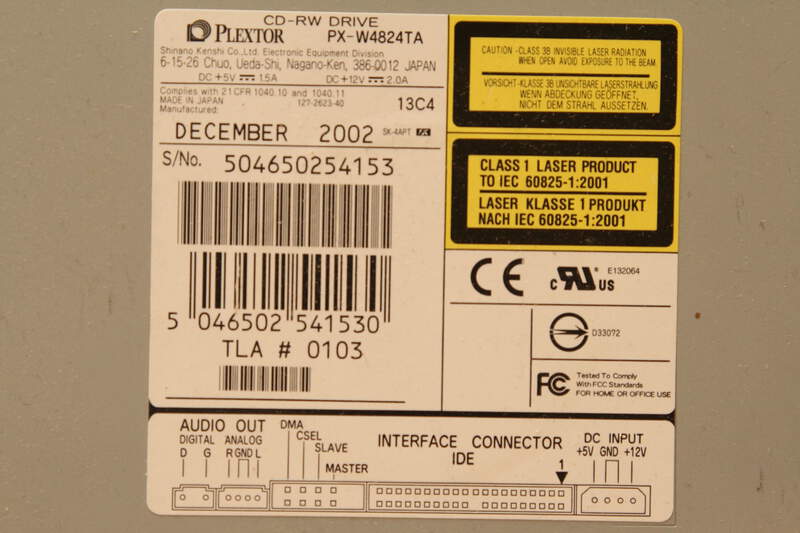 CD-RW DRIVE
PLEXTOR PX-W4824TA
Shinano Kenshi Co.,Ltd. Electronic Equipment Division
6-15-26 Chuo, Ueda-Shi, Nagano-Ken, 386-0012 JAPAN
DC+5V 1.5A DC+12V 2.0A
Complies with 21 CFR 1040.10 and 1040.11
MADE IN JAPAN 127-2623-40 13C4
Manufactured:
DECEMBER 2002 SK-4APT
S/No. 504650254153
5 046502 541530
TLA # 0103
CAUTION -CLASS 3B INVISIBLE LASER RADIATION
WHEN OPEN AVOID EXPOSURE TO THE BEAM
VORSICHT-KLASSE 3B UNSICHTBARE LASERSTRAHLUNG
WENN ABDECKUNG GEÖFFNET,
NICHT DEM STRAHL AUSSETZEN.
CLASS 1 LASER PRODUCT
TO IEC 60825-1:2001
LASER KLASSE 1 PRODUKT
NACH IEC 60825-1:2001
CE c RU US E132064
D33072
FC Tested To Comply
With FCC Standards
FOR HOME OR OFFICE USE
AUDIO OUT
DIGITAL ANALOG
D G R GND L
DMA
CSEL
SLAVE
MASTER
INTERFACE CONNECTOR
IDE
1
DC INPUT
+5V GND +12V